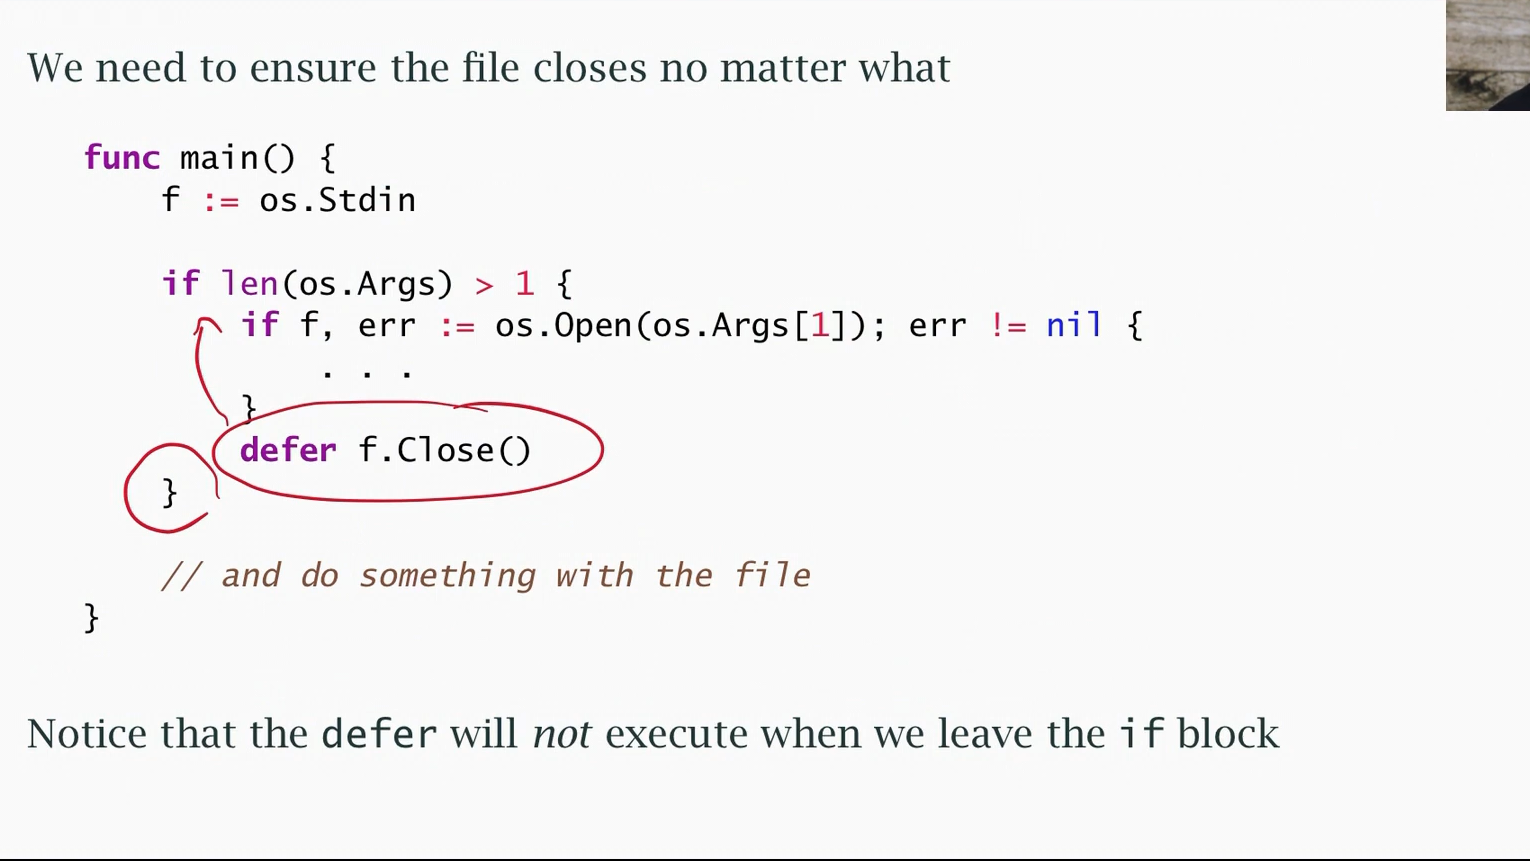 We need to ensure the file closes no matter what
func main() {
    f := os.Stdin
    if len(os.Args) > 1 {
        if f, err := os.Open(os.Args[1]); err != nil {
            . . .
        }
        defer f.Close()
    }
    // and do something with the file
}
Notice that the defer will not execute when we leave the if block